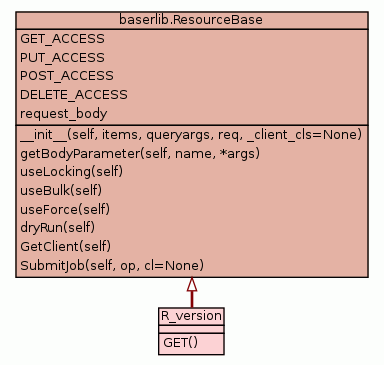 baserlib.ResourceBase
GET_ACCESS
PUT_ACCESS
POST_ACCESS
DELETE_ACCESS
request_body
__init__(self, items, queryargs, req, _client_cls=None)
getBodyParameter(self, name, *args)
useLocking(self)
useBulk(self)
useForce(self)
dryRun(self)
GetClient(self)
SubmitJob(self, op, cl=None)
R_version
GET()